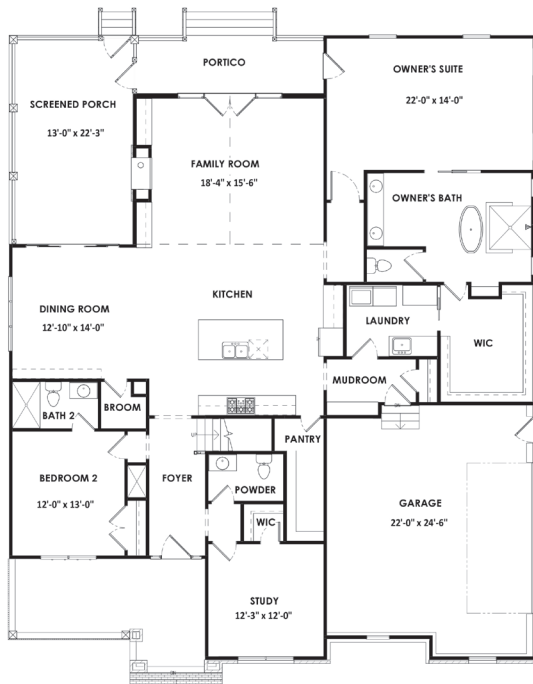 PORTICO
OWNER'S SUITE
22'-0" x 14'-0"
SCREENED PORCH
13'-0" x 22'-3"
FAMILY ROOM
18'-4" x 15'-6"
OWNER'S BATH
DINING ROOM
12'-10" x 14'-0"
KITCHEN
LAUNDRY
WIC
MUDROOM
BATH 2
BROOM
PANTRY
BEDROOM 2
12'-0" x 13'-0"
FOYER
POWDER
WIC
GARAGE
22'-0" x 24'-6"
STUDY
12'-3" x 12'-0"